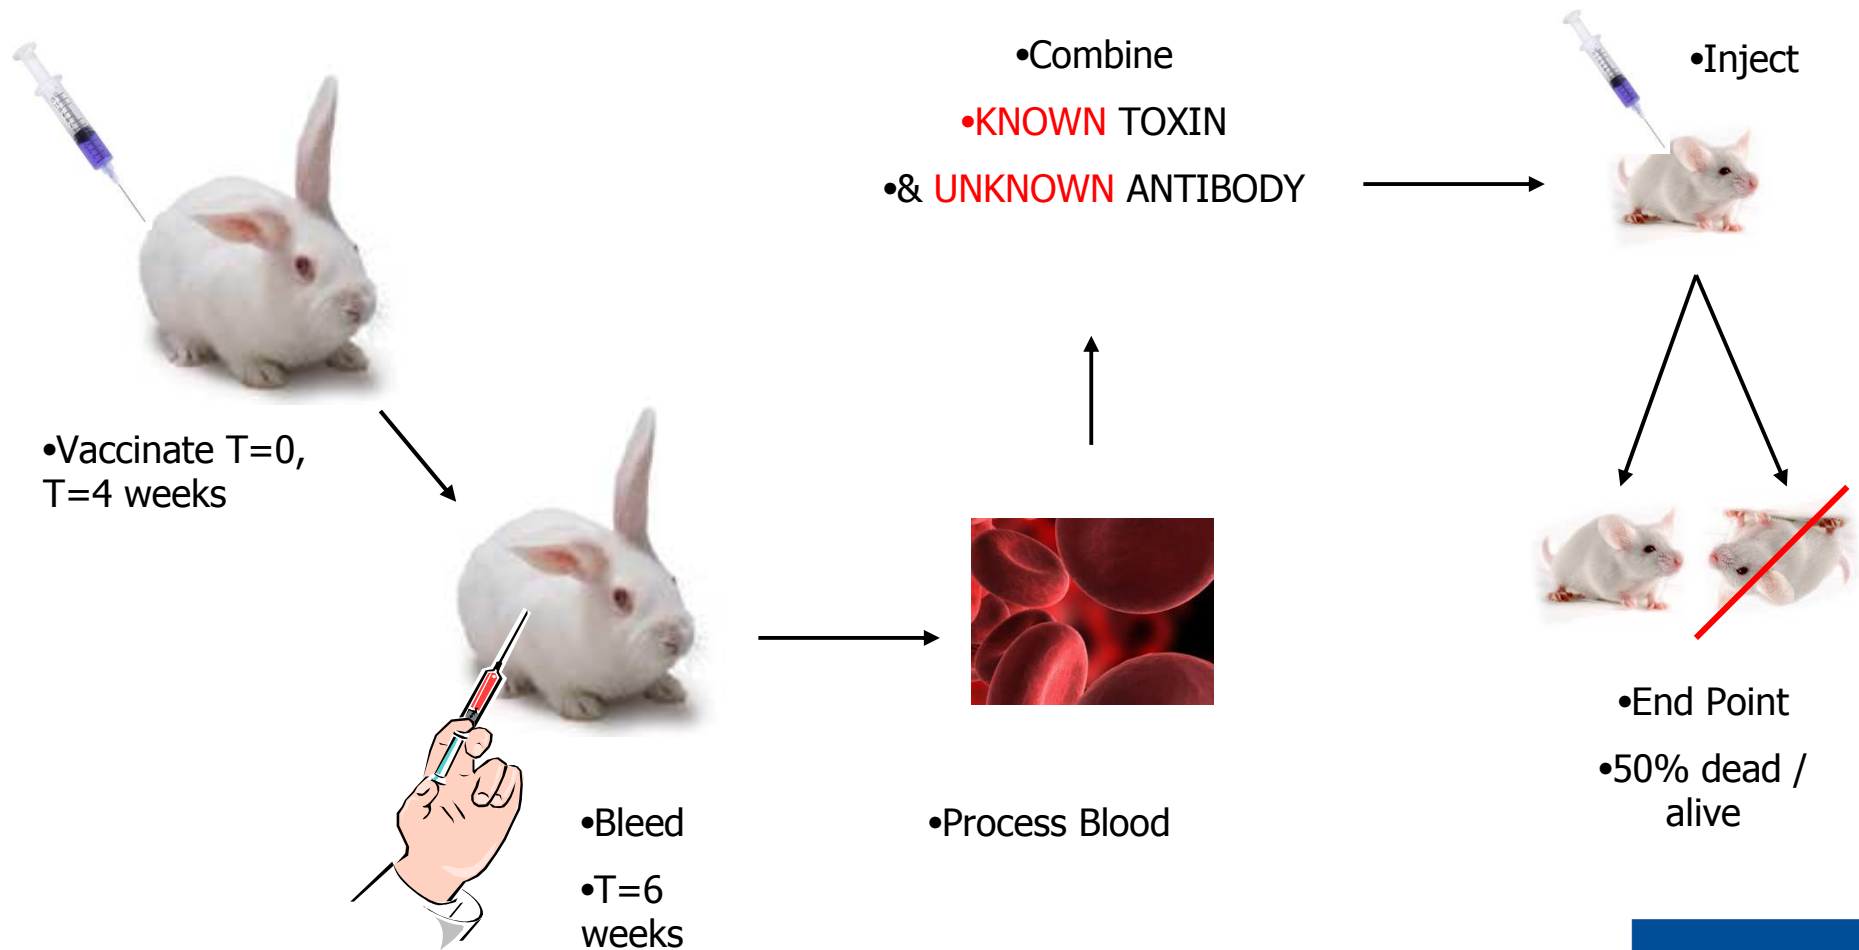 •Vaccinate T=0,
T=4 weeks
•Bleed
•T=6
weeks
•Process Blood
•Combine
•KNOWN TOXIN
•& UNKNOWN ANTIBODY
•Inject
•End Point
•50% dead /
alive